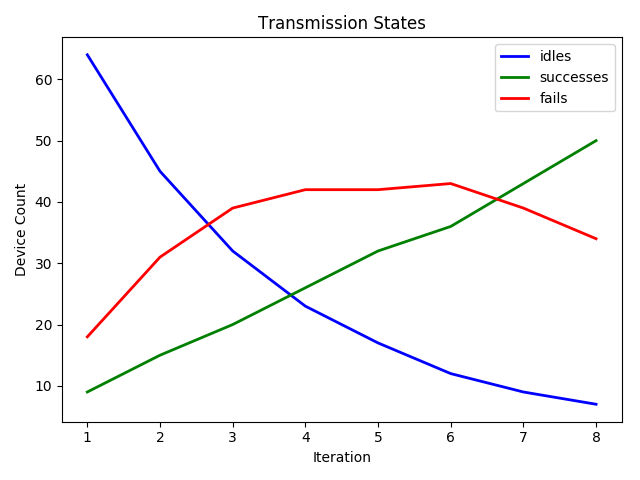 Transmission States
idles
successes
fails
Device Count
60
50
40
30
20
10
1 2 3 4 5 6 7 8
Iteration